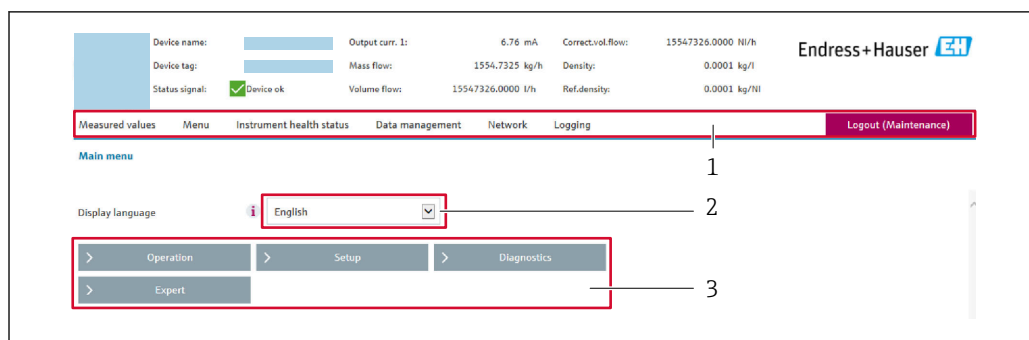 Device name: Output curr. 1: 6.76 mA Correct.vol.flow: 15547326.0000 Nl/h
Endress+Hauser EH
Device tag: Mass flow: 1554.7325 kg/h Density: 0.0001 kg/l
Status signal: Device ok Volume flow: 15547326.0000 l/h Ref.density: 0.0001 kg/Nl
Measured values Menu Instrument health status Data management Network Logging Logout (Maintenance)
Main menu
1
Display language i English
2
> Operation > Setup > Diagnostics
> Expert
3